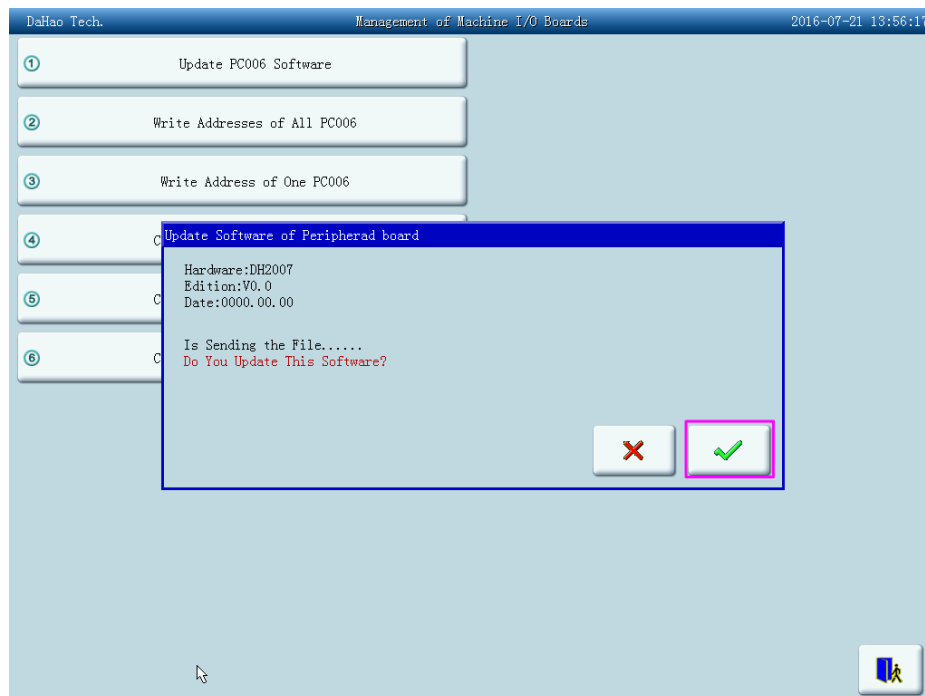 DaHao Tech. Management of Machine I/O Boards 2016-07-21 13:56:17
① Update PC006 Software
② Write Addresses of All PC006
③ Write Address of One PC006
④ C
Update Software of Peripherad board
Hardware:DH2007
Edition:V0.0
⑤ C
Date:0000.00.00
Is Sending the File......
⑥ C
Do You Update This Software?